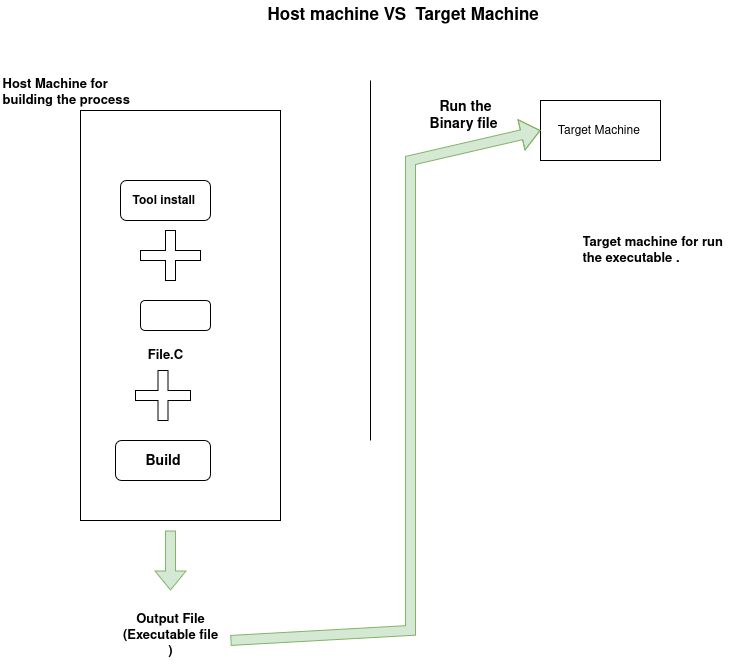 Host machine VS  Target Machine
Host Machine for
building the process
Tool install
File.C
Build
Output File
(Executable file
)
Run the
Binary file
Target Machine
Target machine for run
the executable .